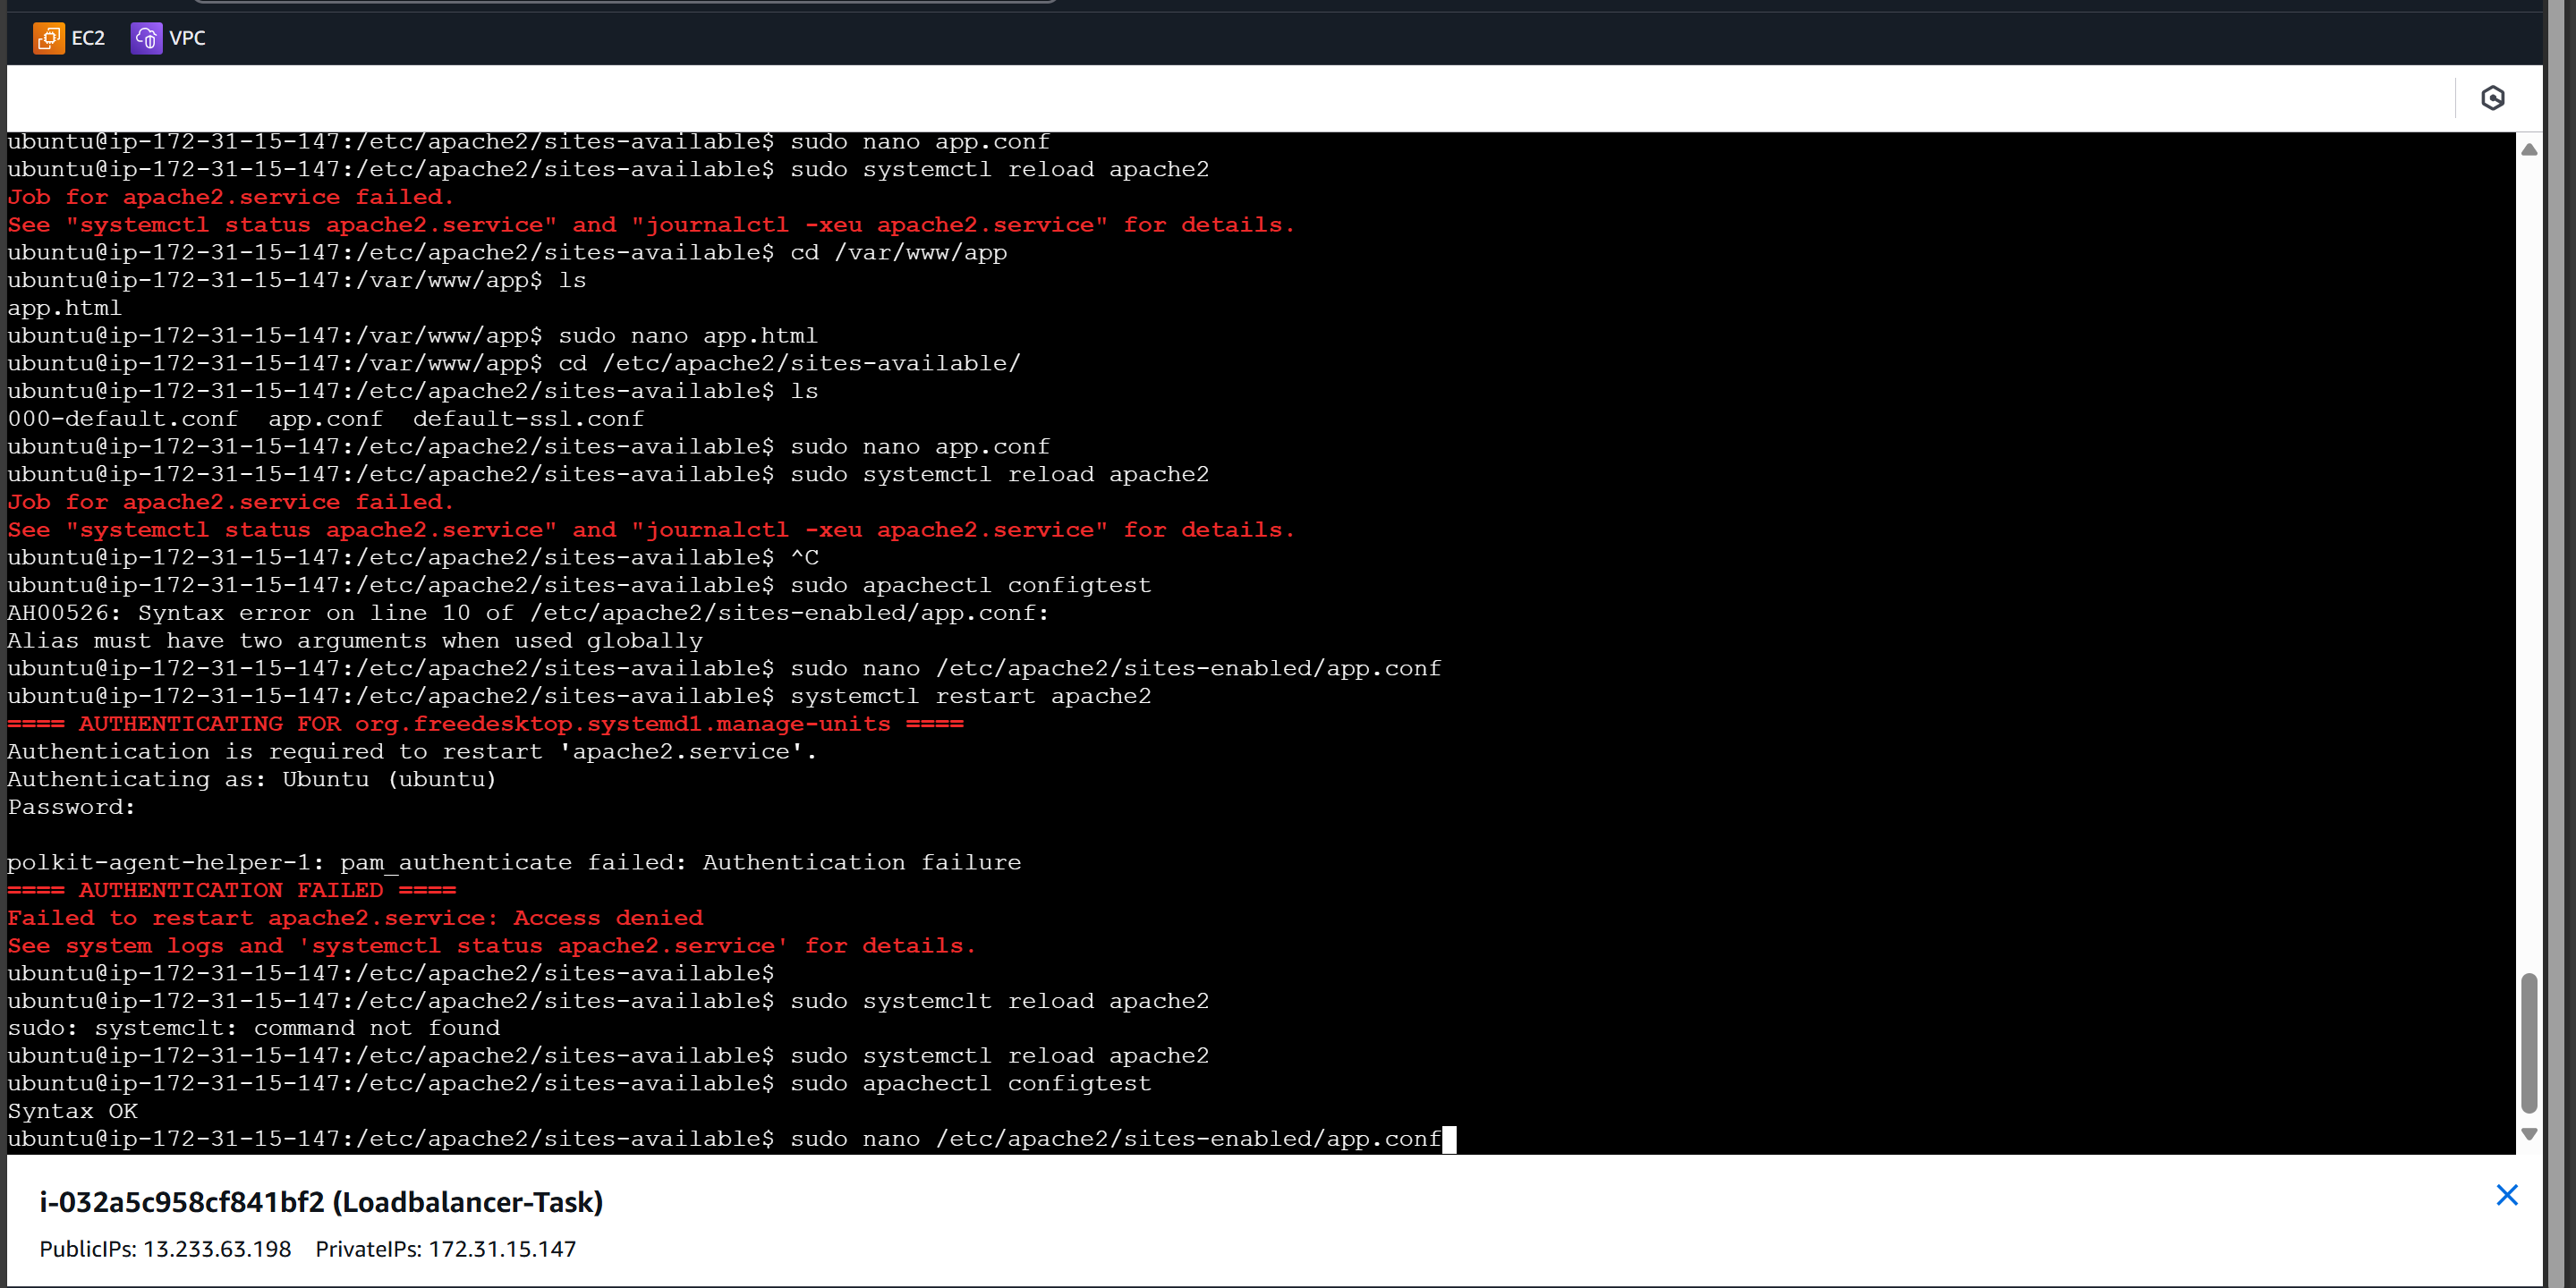 EC2 VPC
ubuntu@ip-172-31-15-147:/etc/apache2/sites-available$ sudo nano app.conf
ubuntu@ip-172-31-15-147:/etc/apache2/sites-available$ sudo systemctl reload apache2
Job for apache2.service failed.
See "systemctl status apache2.service" and "journalctl -xeu apache2.service" for details.
ubuntu@ip-172-31-15-147:/etc/apache2/sites-available$ cd /var/www/app
ubuntu@ip-172-31-15-147:/var/www/app$ ls
app.html
ubuntu@ip-172-31-15-147:/var/www/app$ sudo nano app.html
ubuntu@ip-172-31-15-147:/var/www/app$ cd /etc/apache2/sites-available/
ubuntu@ip-172-31-15-147:/etc/apache2/sites-available$ ls
000-default.conf  app.conf  default-ssl.conf
ubuntu@ip-172-31-15-147:/etc/apache2/sites-available$ sudo nano app.conf
ubuntu@ip-172-31-15-147:/etc/apache2/sites-available$ sudo systemctl reload apache2
Job for apache2.service failed.
See "systemctl status apache2.service" and "journalctl -xeu apache2.service" for details.
ubuntu@ip-172-31-15-147:/etc/apache2/sites-available$ ^C
ubuntu@ip-172-31-15-147:/etc/apache2/sites-available$ sudo apachectl configtest
AH00526: Syntax error on line 10 of /etc/apache2/sites-enabled/app.conf:
Alias must have two arguments when used globally
ubuntu@ip-172-31-15-147:/etc/apache2/sites-available$ sudo nano /etc/apache2/sites-enabled/app.conf
ubuntu@ip-172-31-15-147:/etc/apache2/sites-available$ systemctl restart apache2
==== AUTHENTICATING FOR org.freedesktop.systemd1.manage-units ====
Authentication is required to restart 'apache2.service'.
Authenticating as: Ubuntu (ubuntu)
Password:
polkit-agent-helper-1: pam_authenticate failed: Authentication failure
==== AUTHENTICATION FAILED ====
Failed to restart apache2.service: Access denied
See system logs and 'systemctl status apache2.service' for details.
ubuntu@ip-172-31-15-147:/etc/apache2/sites-available$
ubuntu@ip-172-31-15-147:/etc/apache2/sites-available$ sudo systemclt reload apache2
sudo: systemclt: command not found
ubuntu@ip-172-31-15-147:/etc/apache2/sites-available$ sudo systemctl reload apache2
ubuntu@ip-172-31-15-147:/etc/apache2/sites-available$ sudo apachectl configtest
Syntax OK
ubuntu@ip-172-31-15-147:/etc/apache2/sites-available$ sudo nano /etc/apache2/sites-enabled/app.conf
i-032a5c958cf841bf2 (Loadbalancer-Task)
PublicIPs: 13.233.63.198 PrivateIPs: 172.31.15.147